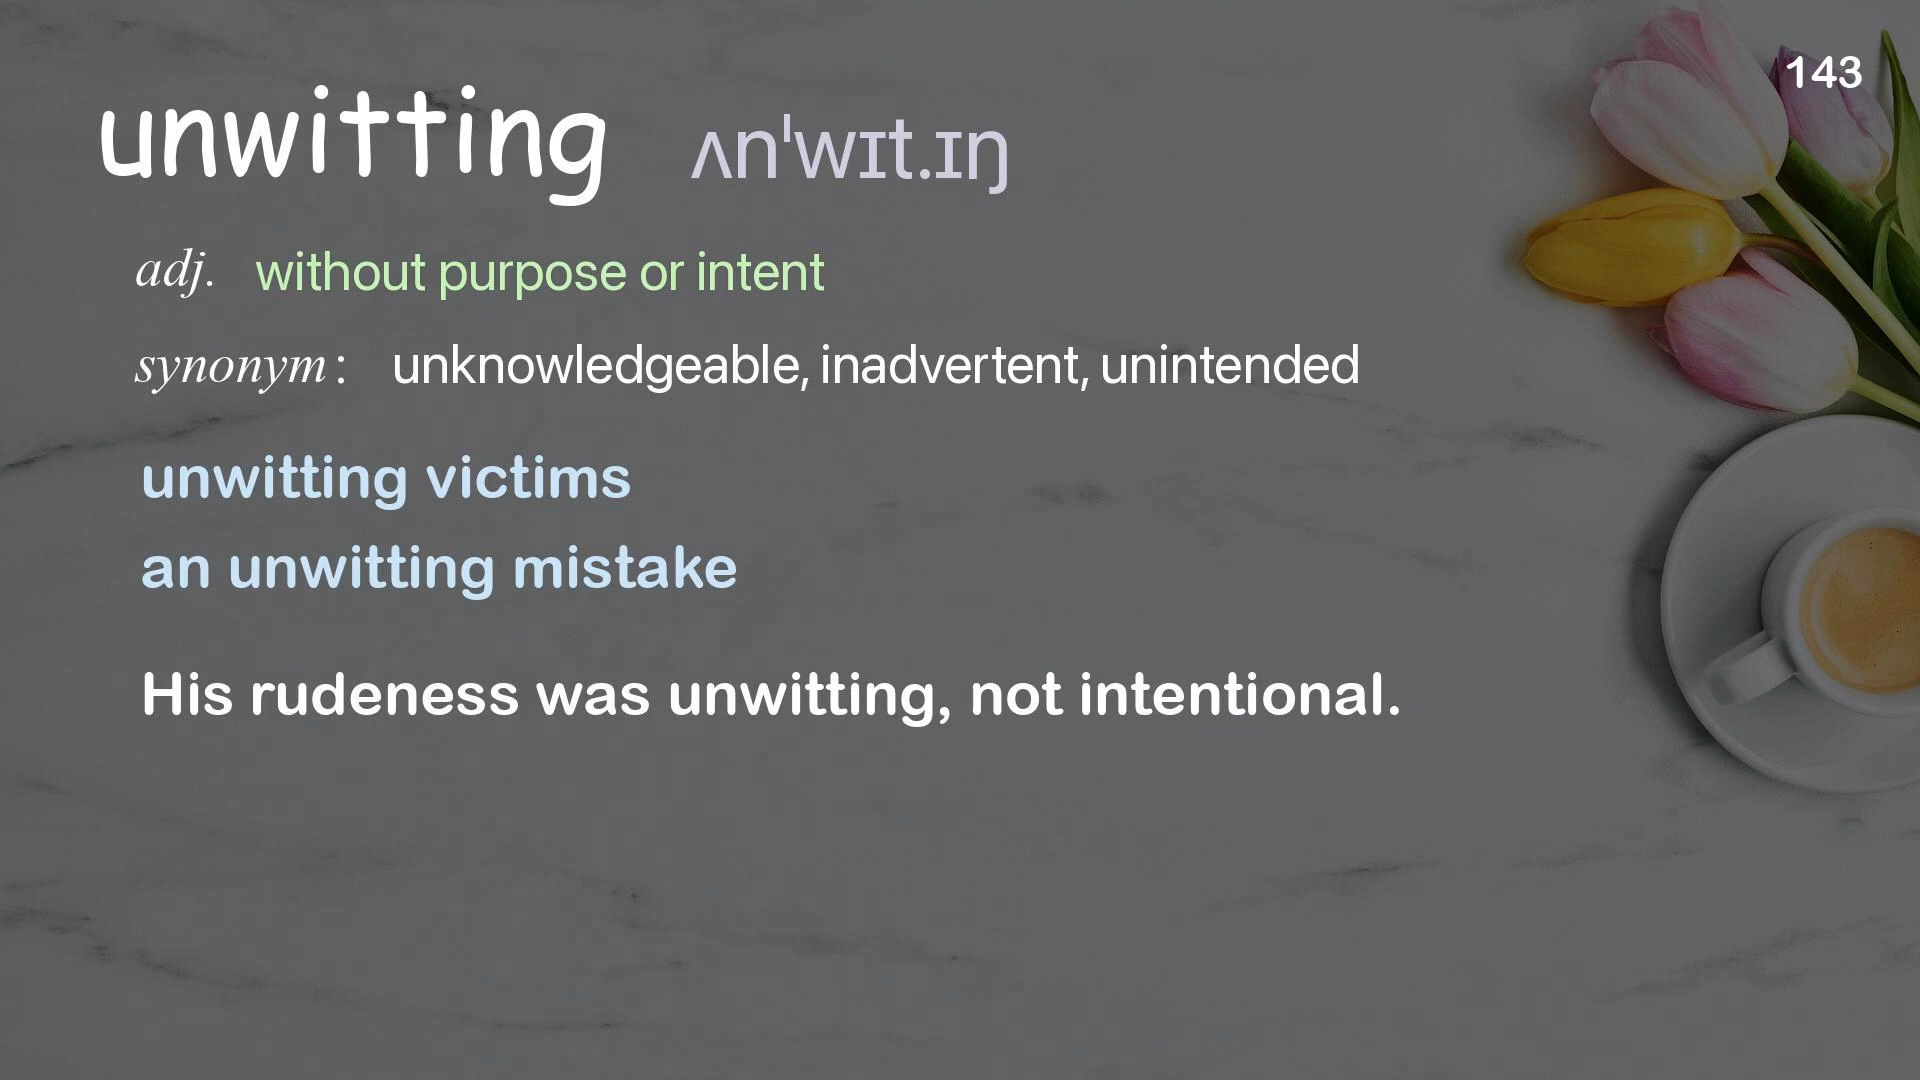 143
unwitting ʌnˈwɪt.ɪŋ
adj. without purpose or intent
synonym: unknowledgeable, inadvertent, unintended
unwitting victims
an unwitting mistake
His rudeness was unwitting, not intentional.